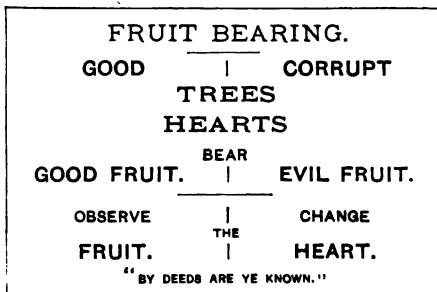 FRUIT BEARING.
GOOD | CORRUPT
TREES
HEARTS
BEAR
GOOD FRUIT. | EVIL FRUIT.
OBSERVE | CHANGE
THE
FRUIT. | HEART.
"BY DEEDS ARE YE KNOWN."